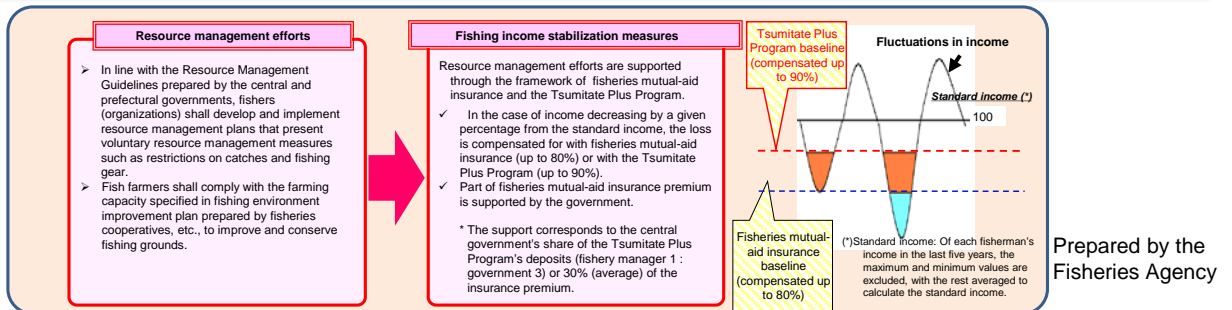 Resource management efforts
➢ In line with the Resource Management
Guidelines prepared by the central and
prefectural governments, fishers
(organizations) shall develop and implement
resource management plans that present
voluntary resource management measures
such as restrictions on catches and fishing
gear.
➢ Fish farmers shall comply with the farming
capacity specified in fishing environment
improvement plan prepared by fisheries
cooperatives, etc., to improve and conserve
fishing grounds.
Fishing income stabilization measures
Resource management efforts are supported
through the framework of fisheries mutual-aid
insurance and the Tsumitate Plus Program.
✓ In the case of income decreasing by a given
percentage from the standard income, the loss
is compensated for with fisheries mutual-aid
insurance (up to 80%) or with the Tsumitate
Plus Program (up to 90%).
✓ Part of fisheries mutual-aid insurance premium
is supported by the government.
* The support corresponds to the central
government's share of the Tsumitate Plus
Program's deposits (fishery manager 1 :
government 3) or 30% (average) of the
insurance premium.
Tsumitate Plus
Program baseline
(compensated up
to 90%)
Fluctuations in income
Standard income (*)
100
Fisheries mutual-
aid insurance
baseline
(compensated up
to 80%)
(*)Standard income: Of each fisherman's
income in the last five years, the
maximum and minimum values are
excluded, with the rest averaged to
calculate the standard income.
Prepared by the
Fisheries Agency